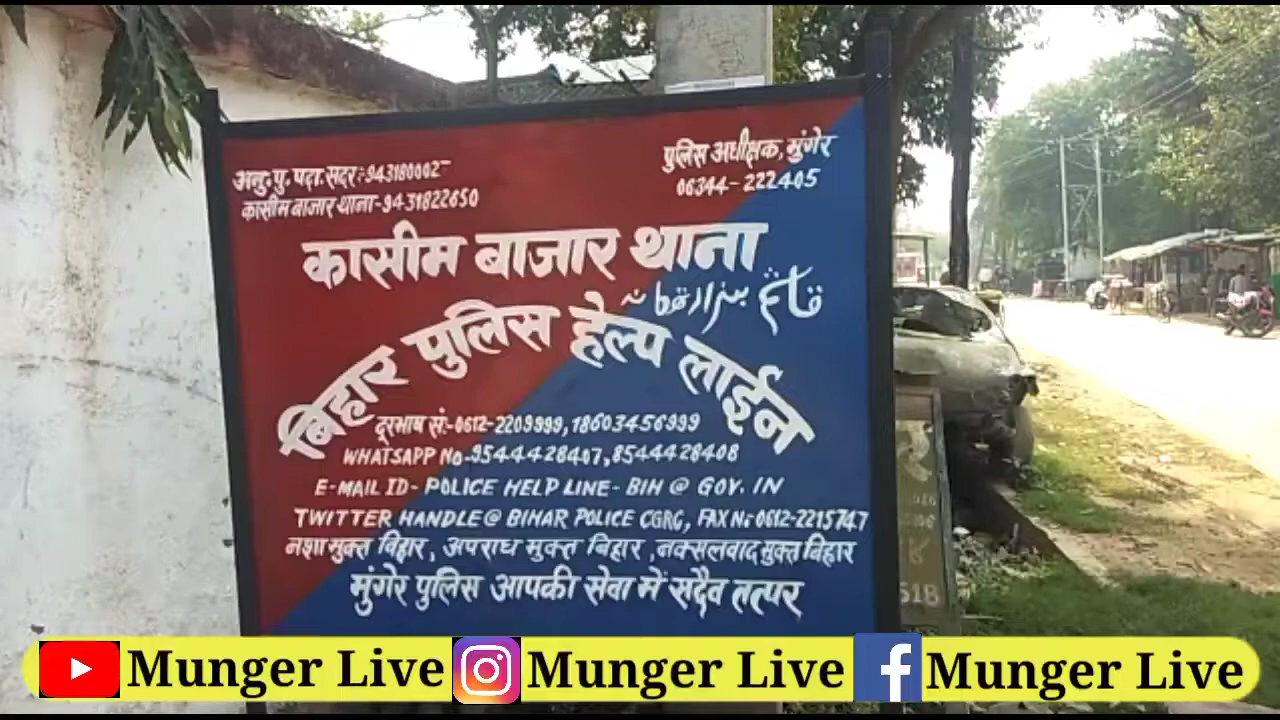 अनु. पु. पदा. सदर :-943180002
कासीम बाजार थाना-9431822650
पुलिस अधीक्षक, मुंगेर
06344-222405
कासीम बाजार थाना
बिहार पुलिस हेल्प लाईन
दूरभाष सं:-0612-2209999, 18603456999
WHATSAPP No-9544428407, 8544428408
E-MAIL ID- POLICE HELP LINE- BIH @ GOV. IN
TWITTER HANDLE @ BIHAR POLICE CGRC, FAX No-0612-2215747
नशा मुक्त बिहार, अपराध मुक्त बिहार, नक्सलवाद मुक्त बिहार
मुंगेर पुलिस आपकी सेवा में सदैव तत्पर
Munger Live Munger Live Munger Live